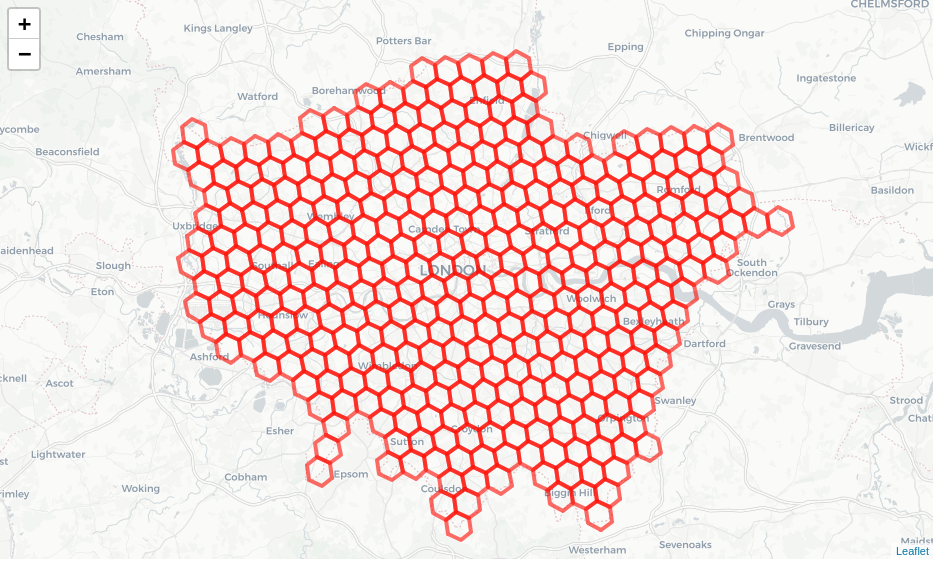 +
−
CHELMSFORD
Kings Langley
Chesham
Potters Bar
Chipping Ongar
Epping
Amersham
Ingatestone
Borehamwood
Watford
Enfield
ycombe
Chigwell
Billericay
Brentwood
Wickf
Beaconsfield
Romford
Basildon
Ilford
Wembley
Uxbridge
Camden Town
Stratford
aidenhead
Slough
Southall
Ealing
LONDON
South
Ockendon
Eton
Woolwich
Grays
Hounslow
Bexleyheath
Tilbury
Dartford
Gravesend
Ashford
Wimbledon
cknell
Ascot
Swanley
Strood
Orpington
Chat
Esher
Croydon
Sutton
Lightwater
st
Epsom
Cobham
Woking
Coulsdon
Biggin Hill
rimley
Westerham
Sevenoaks
Maidst
Leaflet